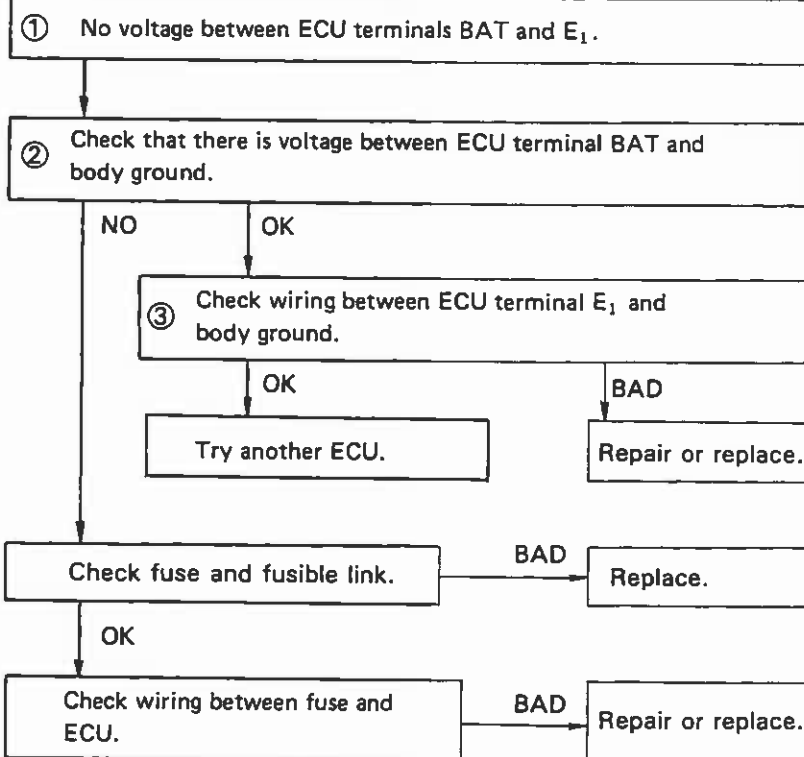 ① No voltage between ECU terminals BAT and E₁.
② Check that there is voltage between ECU terminal BAT and
body ground.
NO
OK
③ Check wiring between ECU terminal E₁ and
body ground.
OK
BAD
Try another ECU.
Repair or replace.
Check fuse and fusible link.
BAD
Replace.
OK
Check wiring between fuse and
ECU.
BAD
Repair or replace.